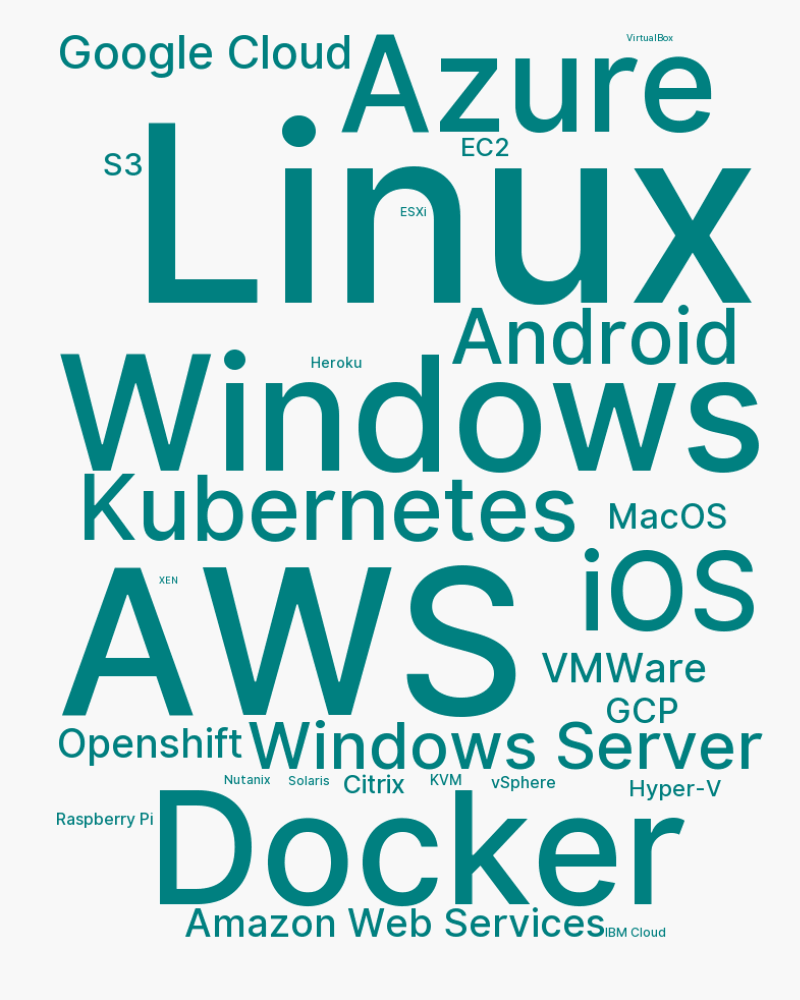 VirtualBox
Google Cloud
Azure
EC2
S3
Linux
ESXi
Android
Heroku
Windows
Kubernetes
MacOS
iOS
XEN
AWS
VMWare
GCP
Openshift
Windows Server
Nutanix
Solaris
Citrix
KVM
vSphere
Hyper-V
Raspberry Pi
Docker
Amazon Web Services
IBM Cloud